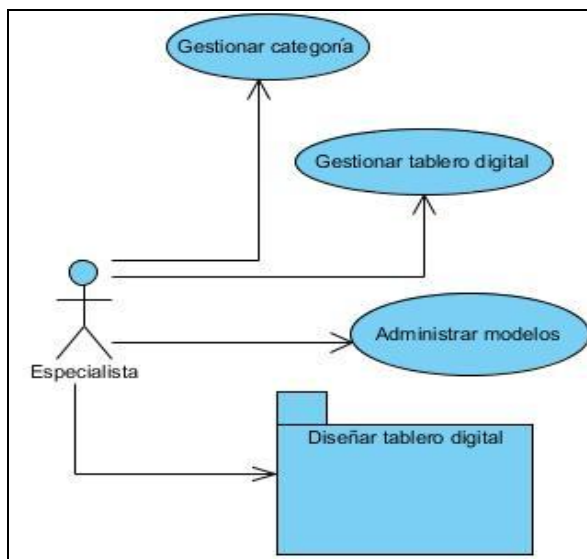 Gestionar categoría
Gestionar tablero digital
Administrar modelos
Especialista
Diseñar tablero digital